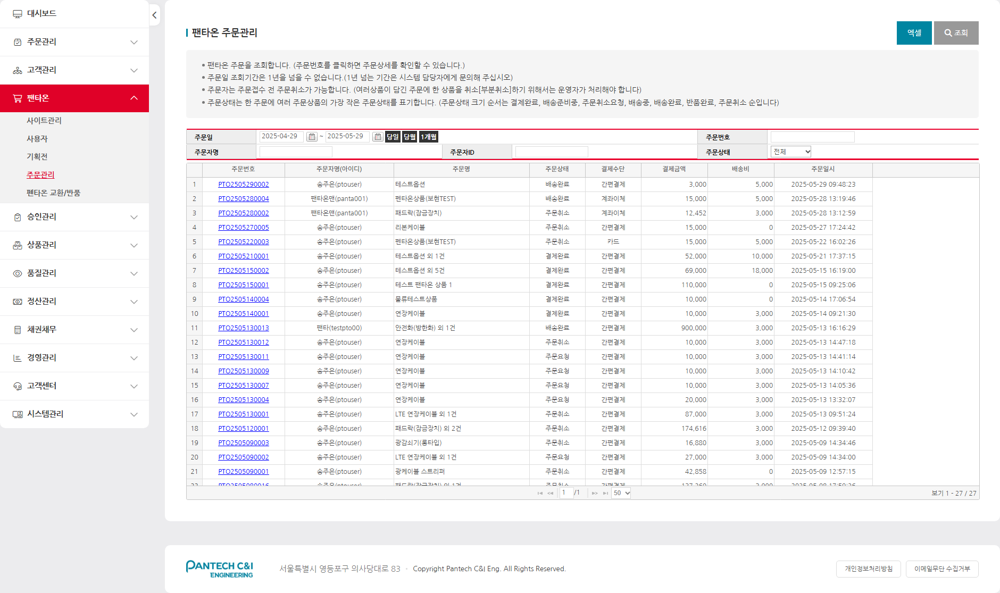 대시보드
주문관리
고객관리
팬타온
사이트관리
사용자
기획전
주문관리
펜타온 교환/반품
승인관리
상품관리
품질관리
정산관리
채권채무
경영관리
고객센터
시스템관리
팬타온 주문관리
엑셀
조회
팬타온 주문을 조회합니다. (주문번호를 클릭하면 주문상세를 확인할 수 있습니다.)
주문일 조회기간은 1년을 넘을 수 없습니다.(1년 넘는 기간은 시스템 담당자에게 문의해 주십시오)
주문자는 주문접수 전 주문취소가 가능합니다. (여러상품이 담긴 주문에 한 상품을 취소[부분취소]하기 위해서는 운영자가 처리해야 합니다)
주문상태는 한 주문에 여러 주문상품의 가장 작은 주문상태를 표기합니다. (주문상태 크기 순서는 결제완료, 배송준비중, 주문취소요청, 배송중, 배송완료, 반품완료, 주문취소 순입니다)
주문일 2025-04-29 ~ 2025-05-29 당일 당월 1개월 주문번호
주문자명 주문자ID 주문상태 전체
주문번호 주문자명(아이디) 주문명 주문상태 결제수단 결제금액 배송비 주문일시
1 PTO2505290002 송주은(ptouser) 테스트옵션 배송완료 간편결제 3,000 5,000 2025-05-29 09:48:23
2 PTO2505280004 팬타온맨(panta001) 펜타온상품(보현TEST) 배송완료 계좌이체 15,000 5,000 2025-05-28 13:19:46
3 PTO2505280002 팬타온맨(panta001) 패드락(잠금장치) 주문취소 계좌이체 12,452 3,000 2025-05-28 13:12:59
4 PTO2505270005 송주은(ptouser) 리본케이블 주문취소 간편결제 15,000 0 2025-05-27 17:24:42
5 PTO2505220003 송주은(ptouser) 펜타온상품(보현TEST) 주문취소 카드 15,000 5,000 2025-05-22 16:02:26
6 PTO2505210001 송주은(ptouser) 테스트옵션 외 1건 결제완료 간편결제 52,000 10,000 2025-05-21 17:37:15
7 PTO2505150002 송주은(ptouser) 테스트옵션 외 5건 결제완료 간편결제 69,000 18,000 2025-05-15 16:19:00
8 PTO2505150001 송주은(ptouser) 테스트 팬타온 상품 1 결제완료 간편결제 110,000 0 2025-05-15 09:25:06
9 PTO2505140004 송주은(ptouser) 물류테스트상품 결제완료 간편결제 10,000 0 2025-05-14 17:06:54
10 PTO2505140001 송주은(ptouser) 연장케이블 결제완료 간편결제 10,000 3,000 2025-05-14 09:21:30
11 PTO2505130013 팬타(testpto00) 안전화(방한화) 외 1건 배송완료 간편결제 900,000 3,000 2025-05-13 16:16:29
12 PTO2505130012 송주은(ptouser) 연장케이블 주문취소 간편결제 10,000 3,000 2025-05-13 14:47:18
13 PTO2505130011 송주은(ptouser) 연장케이블 주문요청 간편결제 10,000 3,000 2025-05-13 14:41:14
14 PTO2505130009 송주은(ptouser) 연장케이블 주문요청 간편결제 10,000 3,000 2025-05-13 14:10:42
15 PTO2505130007 송주은(ptouser) 연장케이블 주문요청 간편결제 10,000 3,000 2025-05-13 14:05:36
16 PTO2505130004 송주은(ptouser) 연장케이블 주문요청 간편결제 20,000 3,000 2025-05-13 13:32:07
17 PTO2505130001 송주은(ptouser) LTE 연장케이블 외 1건 주문취소 간편결제 87,000 3,000 2025-05-13 09:51:24
18 PTO2505120001 송주은(ptouser) 패드락(잠금장치) 외 2건 주문취소 간편결제 174,616 3,000 2025-05-12 09:39:40
19 PTO2505090003 송주은(ptouser) 광감쇠기(롱타입) 주문취소 간편결제 16,880 3,000 2025-05-09 14:34:46
20 PTO2505090002 송주은(ptouser) LTE 연장케이블 외 1건 주문요청 간편결제 27,000 3,000 2025-05-09 14:34:00
21 PTO2505090001 송주은(ptouser) 광케이블 스트리퍼 주문취소 간편결제 42,858 0 2025-05-09 12:57:15
1 /1 50 보기 1 - 27 / 27
PANTECH C&I
ENGINEERING
서울특별시 영등포구 의사당대로 83 Copyright Pantech C&I Eng. All Rights Reserved.
개인정보처리방침
이메일무단 수집거부